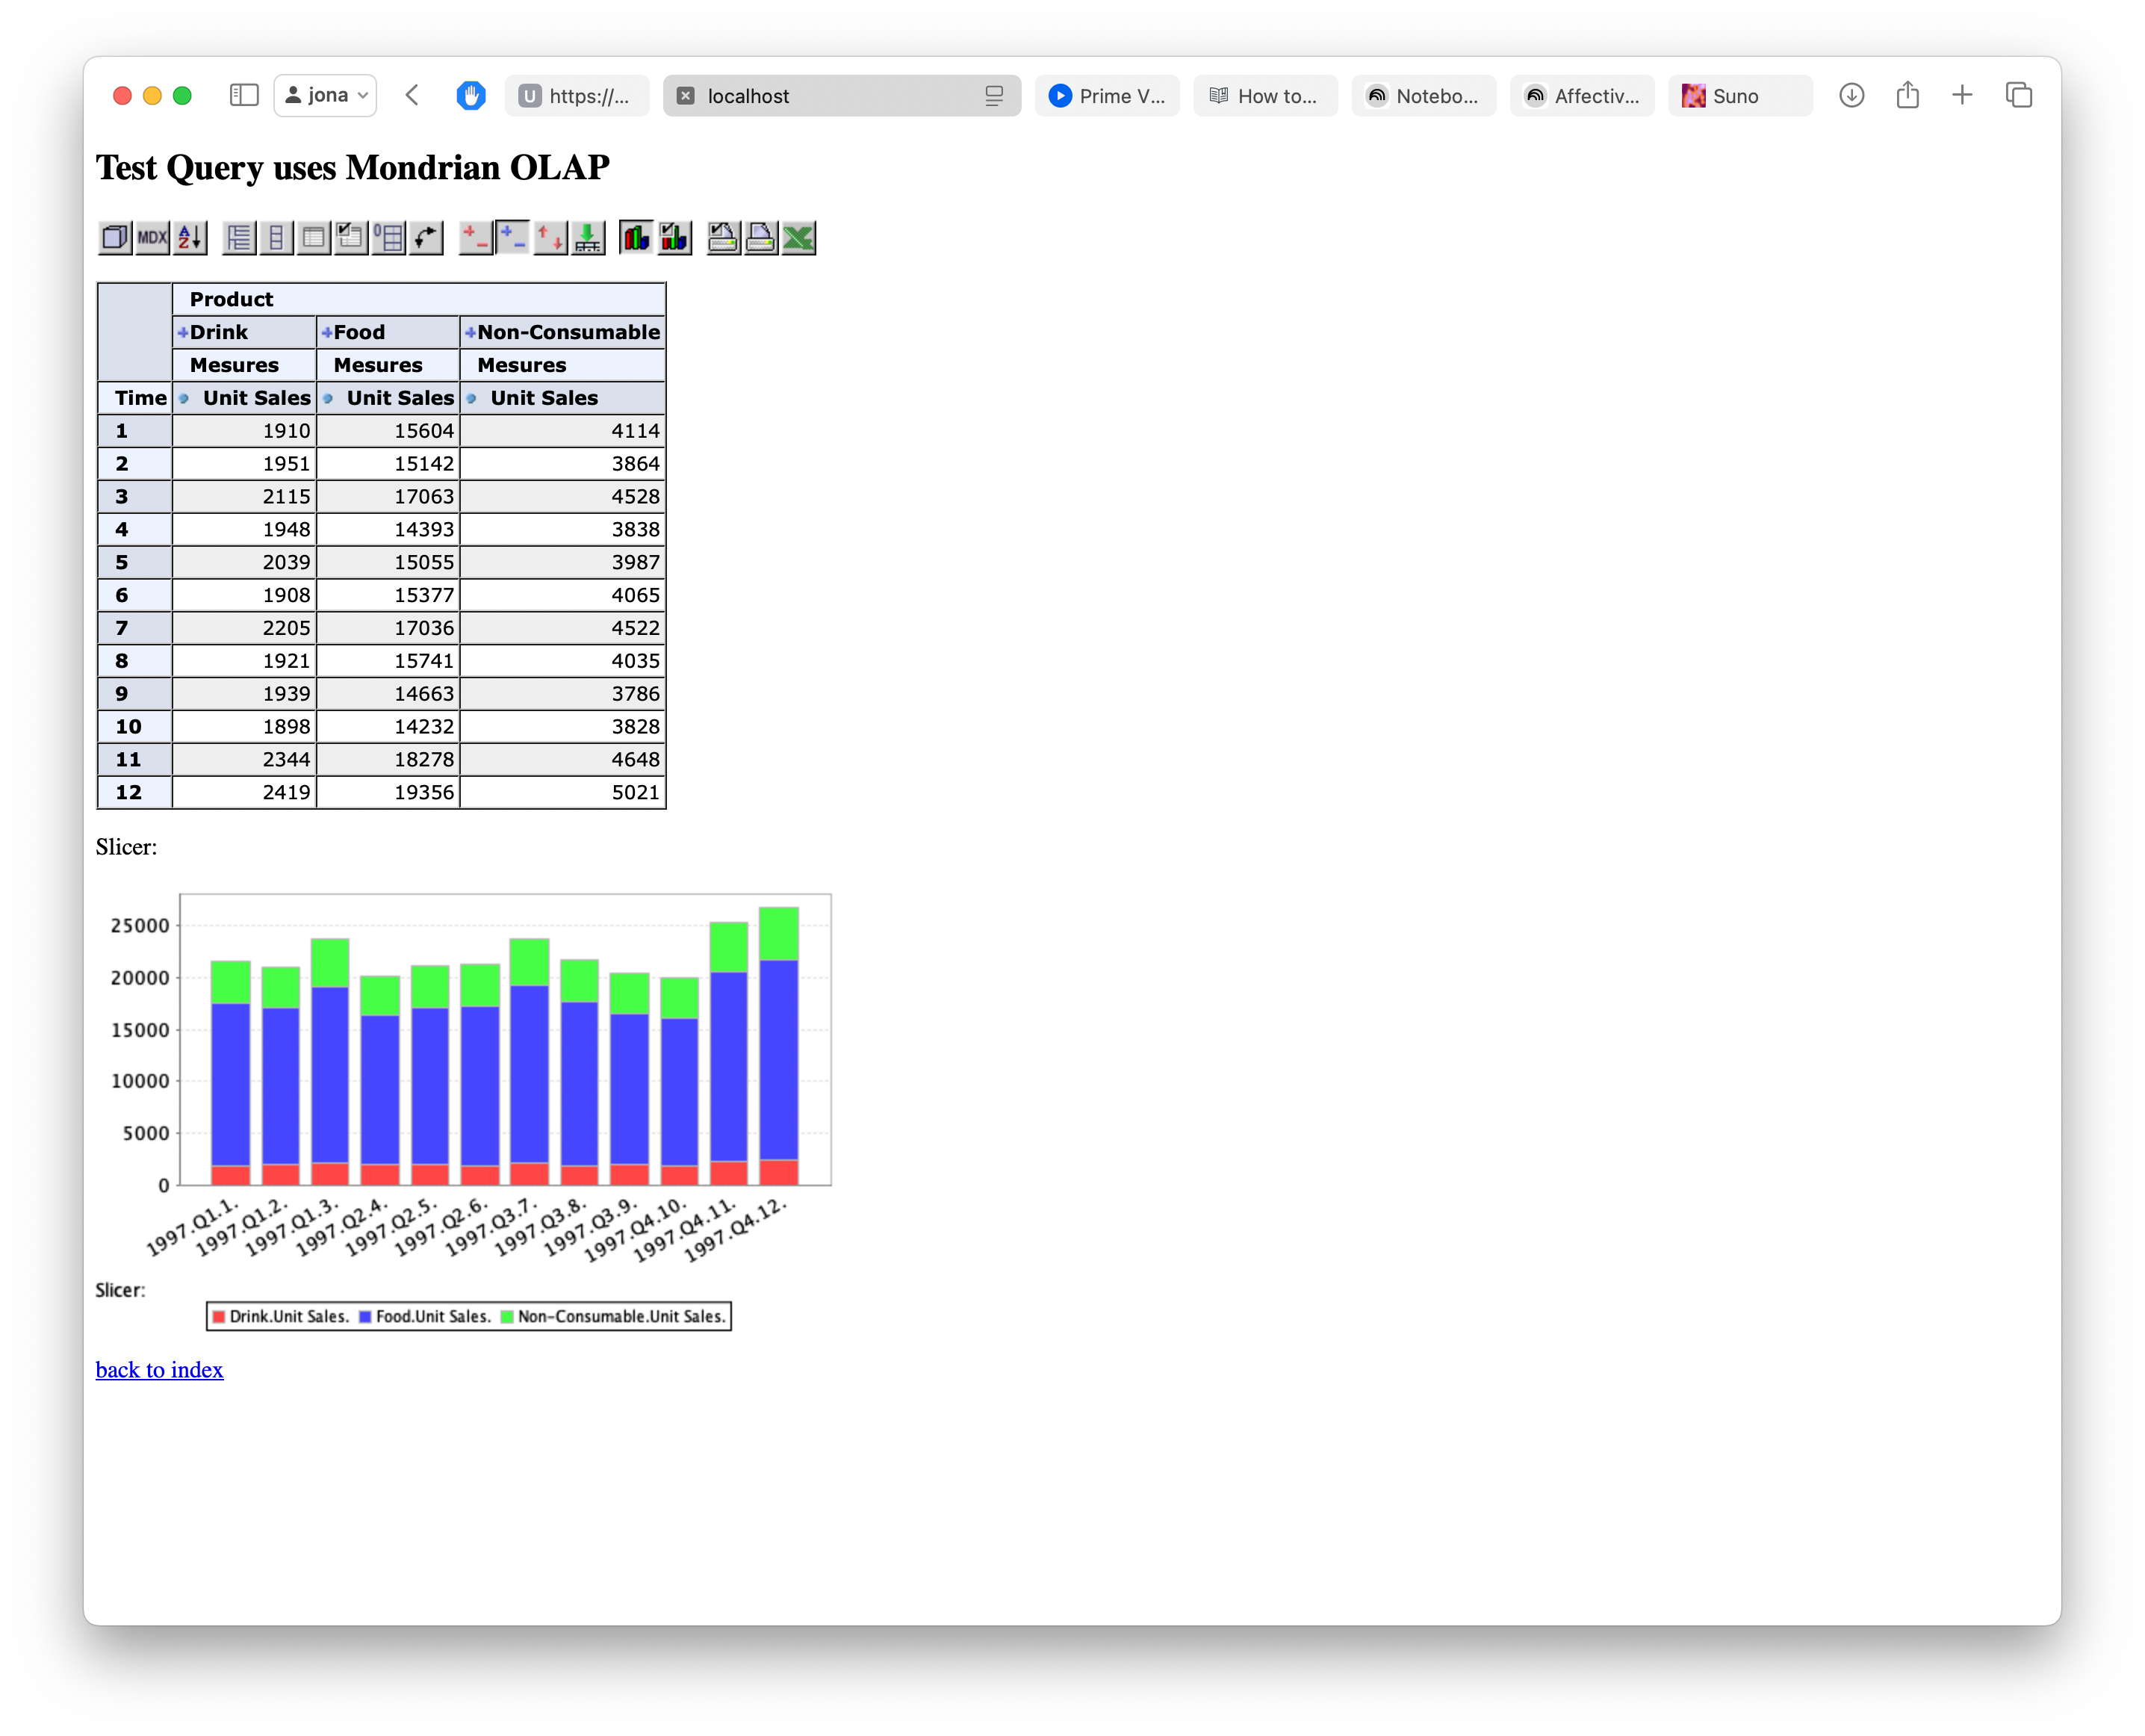 jona
U https://...
localhost
Prime V...
How to...
Notebo...
Affectiv...
Suno
Test Query uses Mondrian OLAP
MDX
A
Z
0
Product
+Drink +Food +Non-Consumable
Mesures Mesures Mesures
Time Unit Sales Unit Sales Unit Sales
1 1910 15604 4114
2 1951 15142 3864
3 2115 17063 4528
4 1948 14393 3838
5 2039 15055 3987
6 1908 15377 4065
7 2205 17036 4522
8 1921 15741 4035
9 1939 14663 3786
10 1898 14232 3828
11 2344 18278 4648
12 2419 19356 5021
Slicer:
25000
20000
15000
10000
5000
0
1997.Q1.1.
1997.Q1.2.
1997.Q1.3.
1997.Q2.4.
1997.Q2.5.
1997.Q2.6.
1997.Q3.7.
1997.Q3.8.
1997.Q3.9.
1997.Q4.10.
1997.Q4.11.
1997.Q4.12.
Slicer:
Drink.Unit Sales. Food.Unit Sales. Non-Consumable.Unit Sales.
back to index